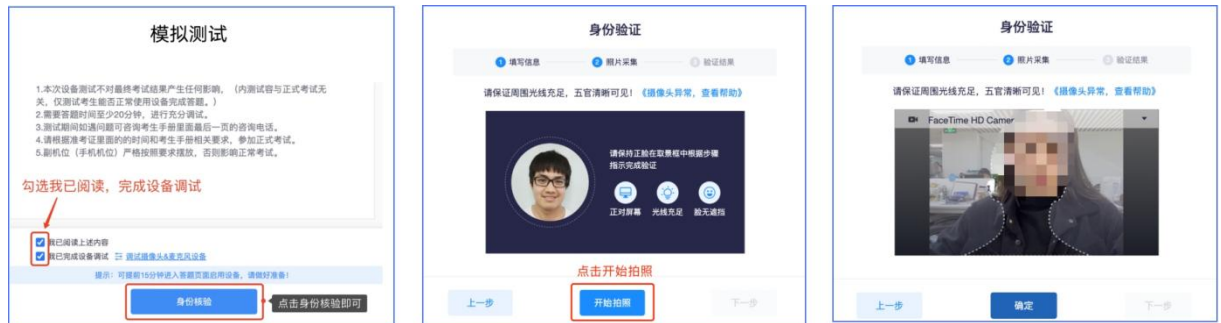 模拟测试
1.本次设备测试不对最终考试结果产生任何影响，（内测试容与正式考试无
关，仅测试考生能否正常使用设备完成答题。）
2.需要答题时间至少20分钟，进行充分调试。
3.测试期间如遇问题可咨询考生手册里面最后一页的咨询电话。
4.请根据准考证里面的的时间和考生手册相关要求，参加正式考试。
5.副机位（手机机位）严格按照要求摆放，否则影响正常考试。
勾选我已阅读，完成设备调试
我已阅读上述内容
我已完成设备调试 调试摄像头&麦克风设备
提示：可提前15分钟进入答题页面启用设备，请做好准备！
身份核验
点击身份核验即可
身份验证
1 填写信息
2 照片采集
3 验证结果
请保证周围光线充足，五官清晰可见！《摄像头异常，查看帮助》
请保持正脸在取景框中根据步骤
指示完成验证
正对屏幕 光线充足 脸无遮挡
点击开始拍照
上一步
开始拍照
下一步
身份验证
1 填写信息
2 照片采集
3 验证结果
请保证周围光线充足，五官清晰可见！《摄像头异常，查看帮助》
FaceTime HD Camer
上一步
确定
下一步